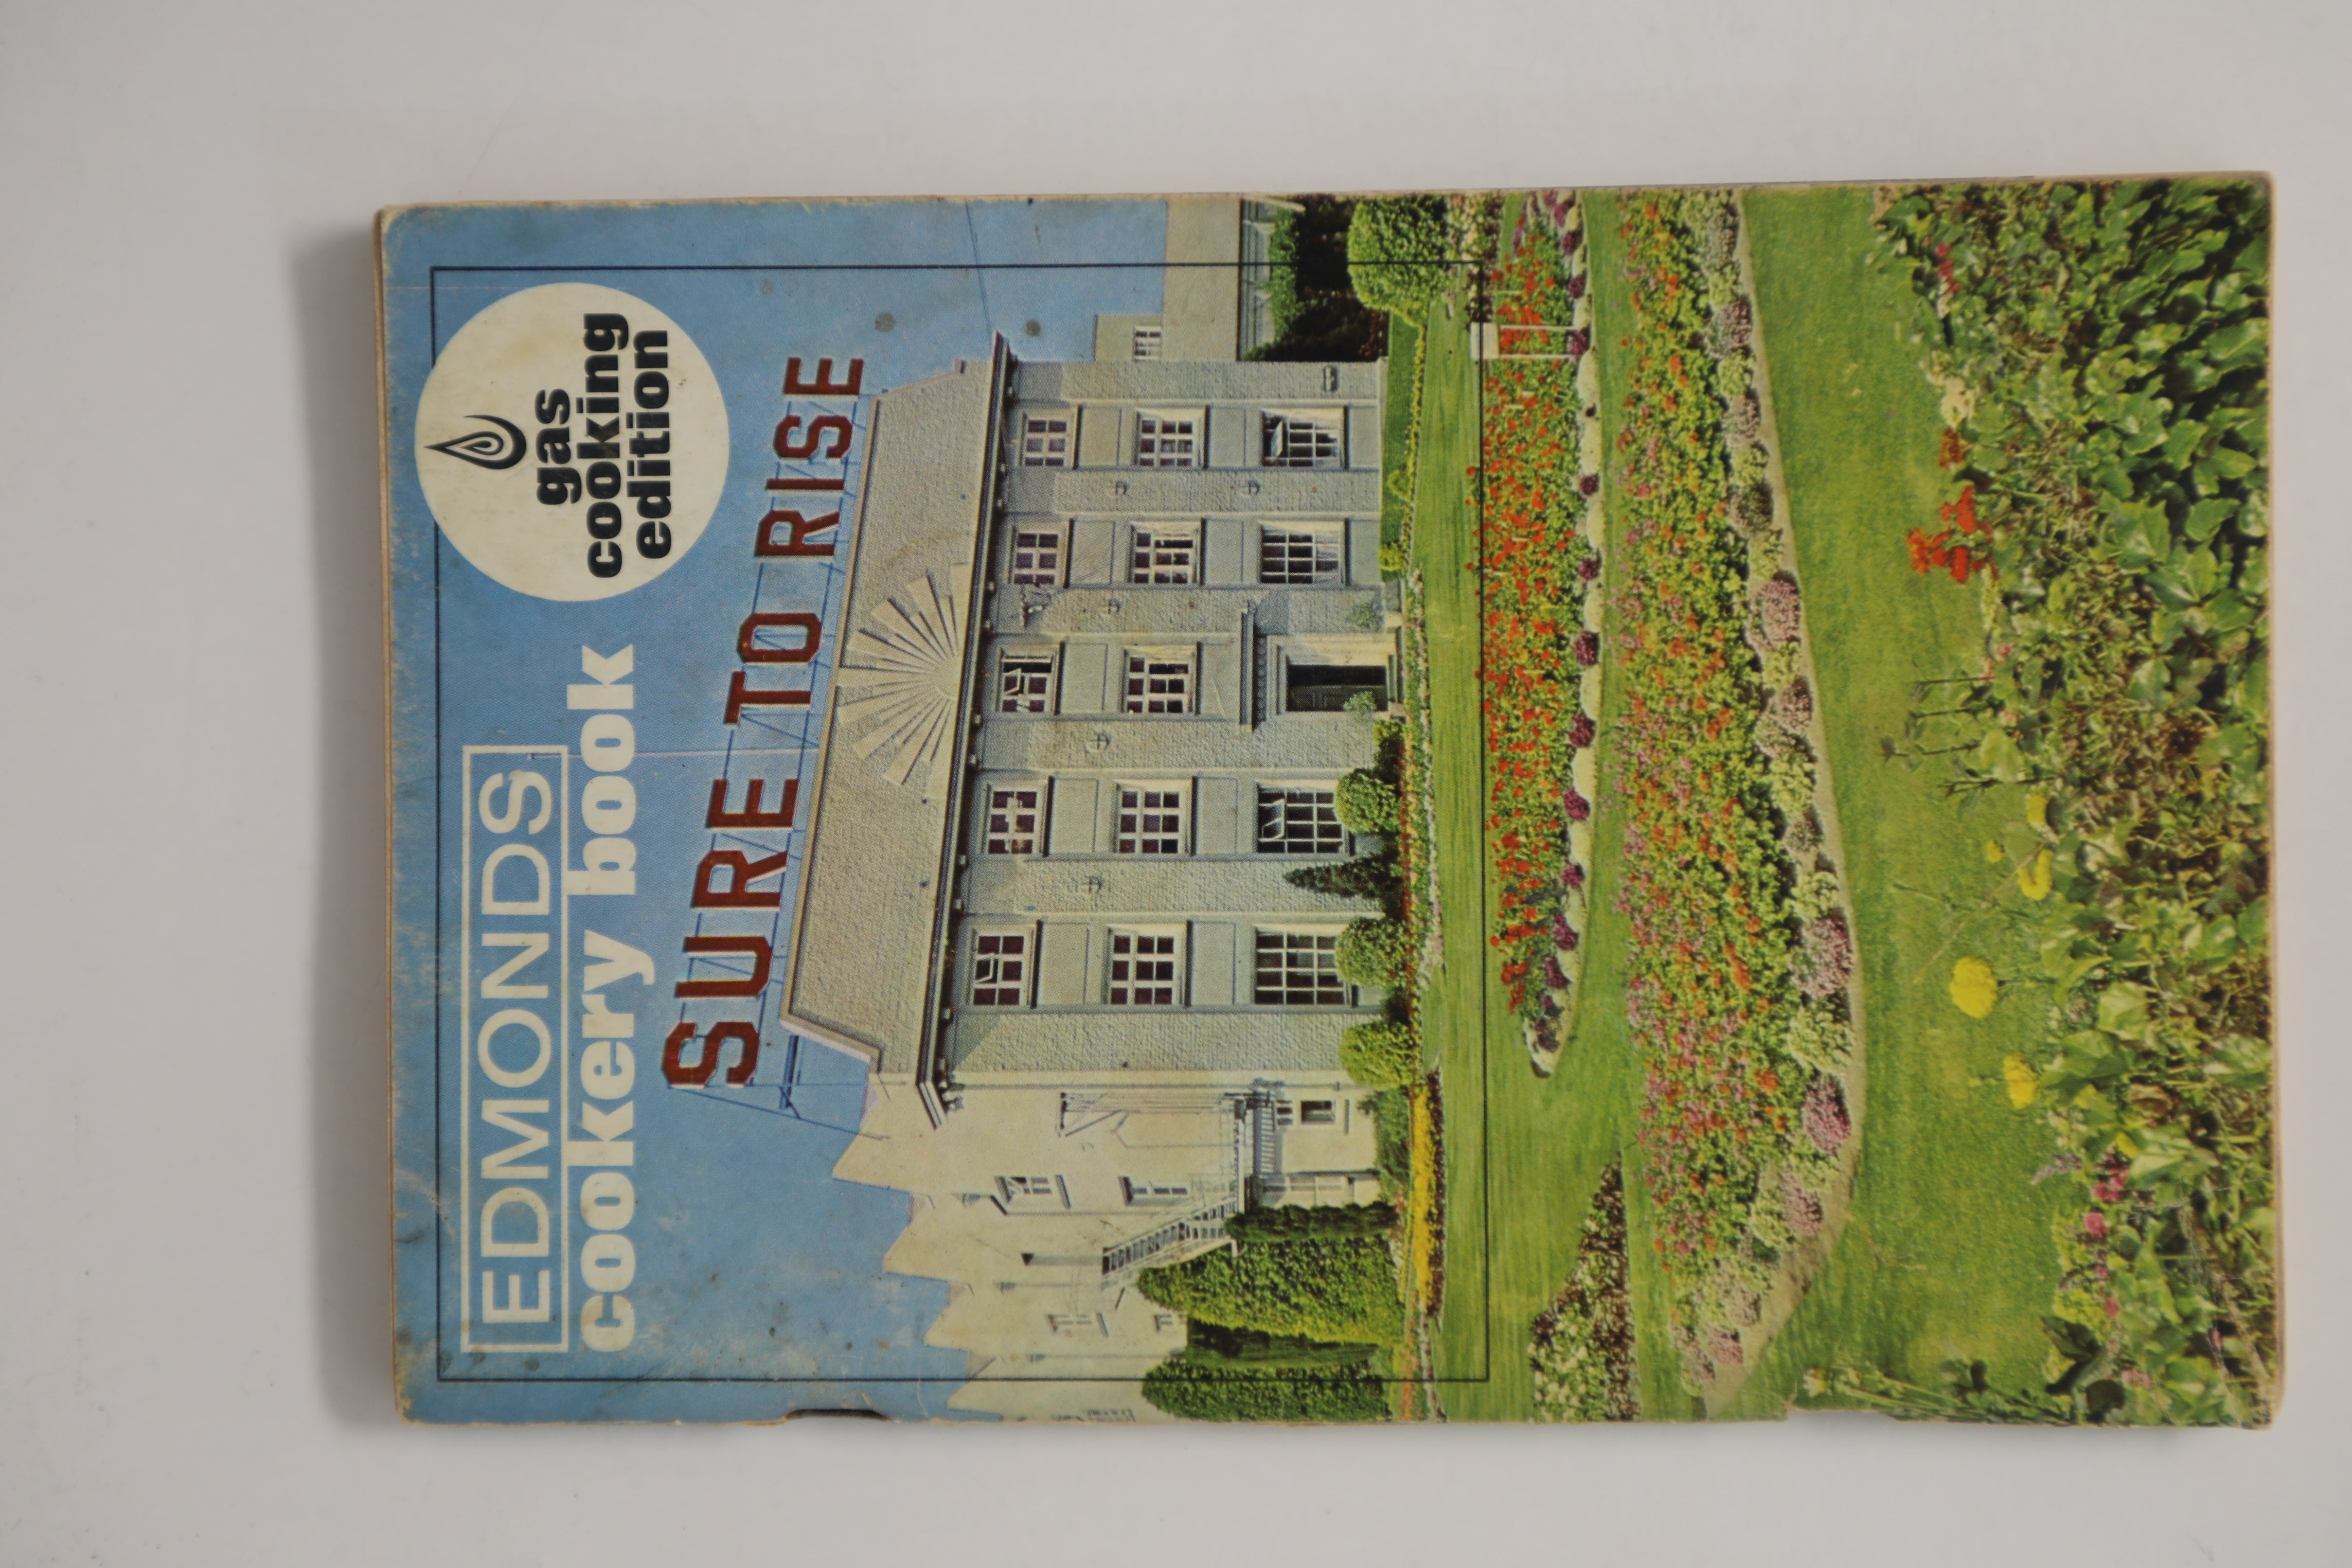 EDMONDS
cookery book
gas
cooking
edition
SURE TO RISE